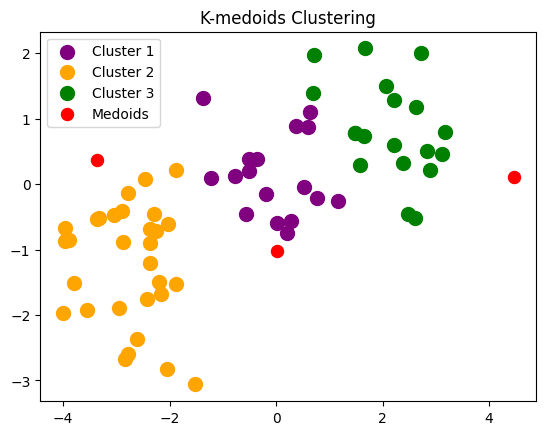 K-medoids Clustering
Cluster 1
Cluster 2
Cluster 3
Medoids
2
1
0
−1
−2
−3
−4
−2
0
2
4